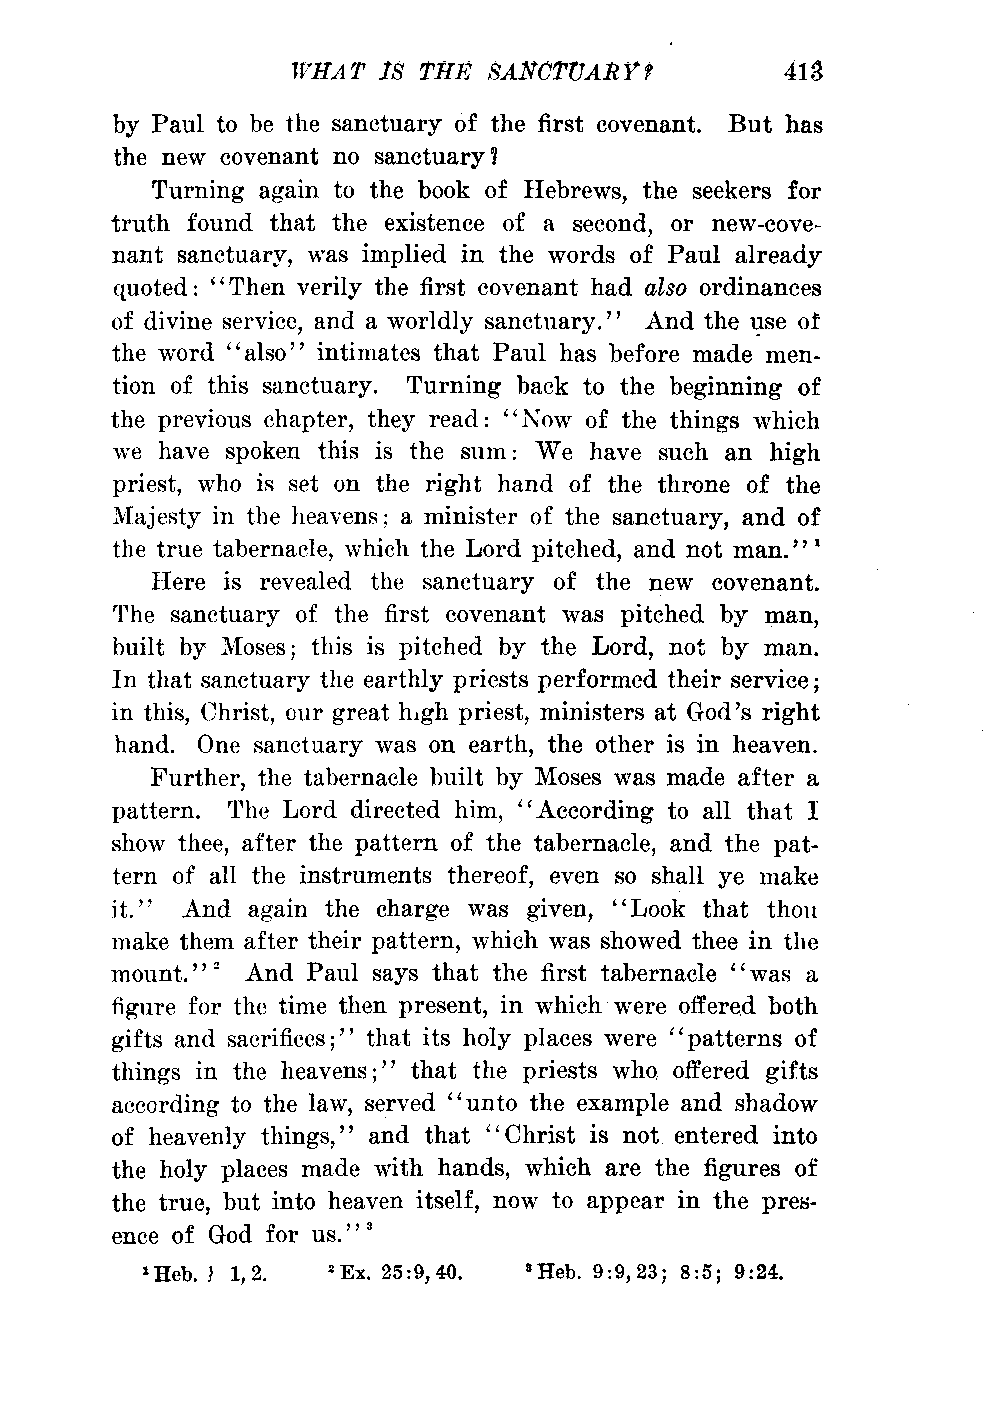 WHAT IS THE SANCTUARY? 413
by Paul to be the sanctuary of the first covenant. But has
the new covenant no sanctuary?
Turning again to the book of Hebrews, the seekers for
truth found that the existence of a second, or new-cove-
nant sanctuary, was implied in the words of Paul already
quoted: "Then verily the first covenant had also ordinances
of divine service, and a worldly sanctuary." And the use of
the word "also" intimates that Paul has before made men-
tion of this sanctuary. Turning back to the beginning of
the previous chapter, they read: "Now of the things which
we have spoken this is the sum: We have such an high
priest, who is set on the right hand of the throne of the
Majesty in the heavens; a minister of the sanctuary, and of
the true tabernacle, which the Lord pitched, and not man."¹
Here is revealed the sanctuary of the new covenant.
The sanctuary of the first covenant was pitched by man,
built by Moses; this is pitched by the Lord, not by man.
In that sanctuary the earthly priests performed their service;
in this, Christ, our great high priest, ministers at God's right
hand. One sanctuary was on earth, the other is in heaven.
Further, the tabernacle built by Moses was made after a
pattern. The Lord directed him, "According to all that I
show thee, after the pattern of the tabernacle, and the pat-
tern of all the instruments thereof, even so shall ye make
it." And again the charge was given, "Look that thou
make them after their pattern, which was showed thee in the
mount."² And Paul says that the first tabernacle "was a
figure for the time then present, in which were offered both
gifts and sacrifices;" that its holy places were "patterns of
things in the heavens;" that the priests who offered gifts
according to the law, served "unto the example and shadow
of heavenly things," and that "Christ is not entered into
the holy places made with hands, which are the figures of
the true, but into heaven itself, now to appear in the pres-
ence of God for us."³
¹Heb. 1, 2. ²Ex. 25:9, 40. ³Heb. 9:9, 23; 8:5; 9:24.